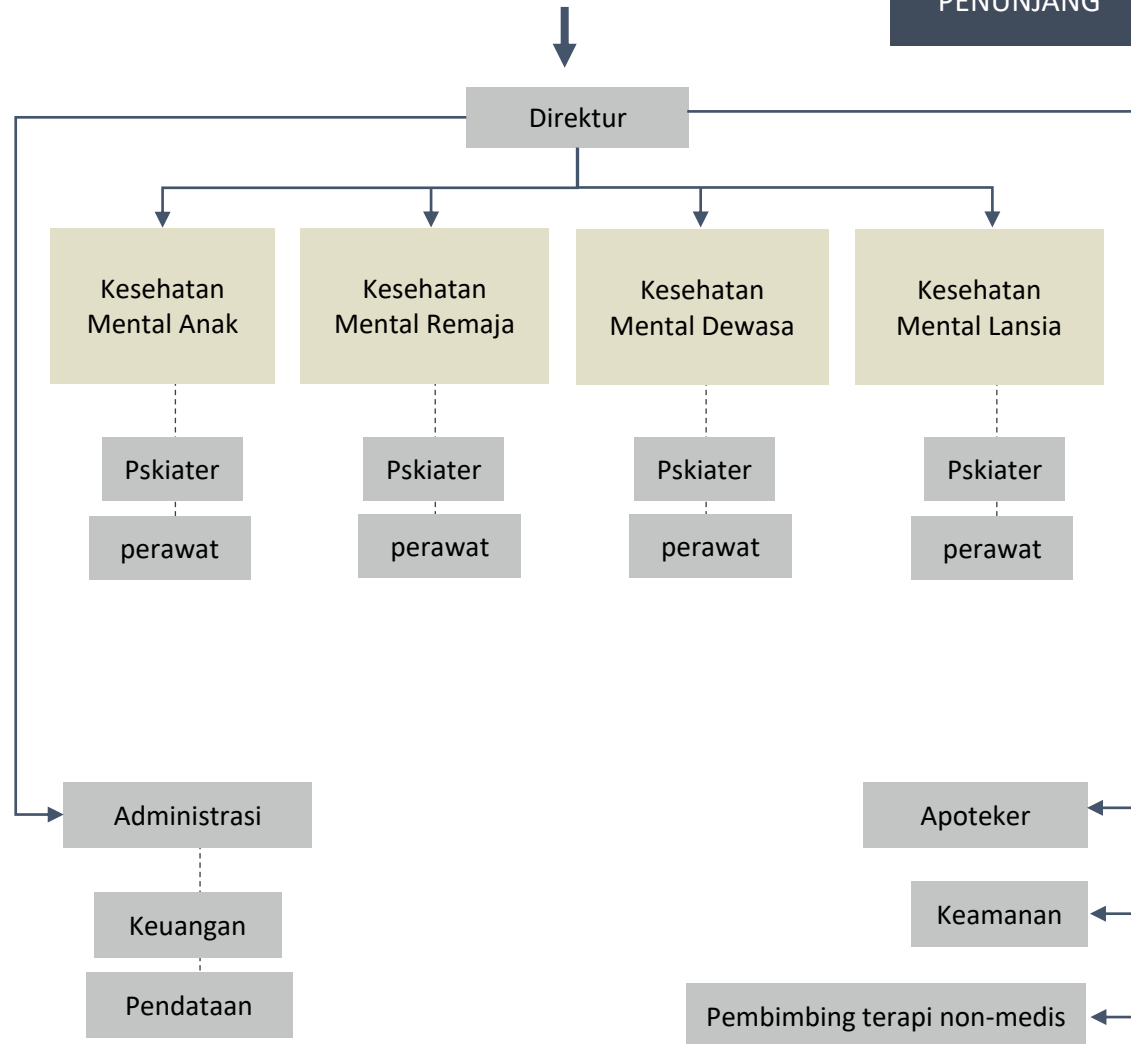 PENUNJANG
Direktur
Kesehatan
Mental Anak
Kesehatan
Mental Remaja
Kesehatan
Mental Dewasa
Kesehatan
Mental Lansia
Pskiater
Pskiater
Pskiater
Pskiater
perawat
perawat
perawat
perawat
Administrasi
Apoteker
Keuangan
Keamanan
Pendataan
Pembimbing terapi non-medis